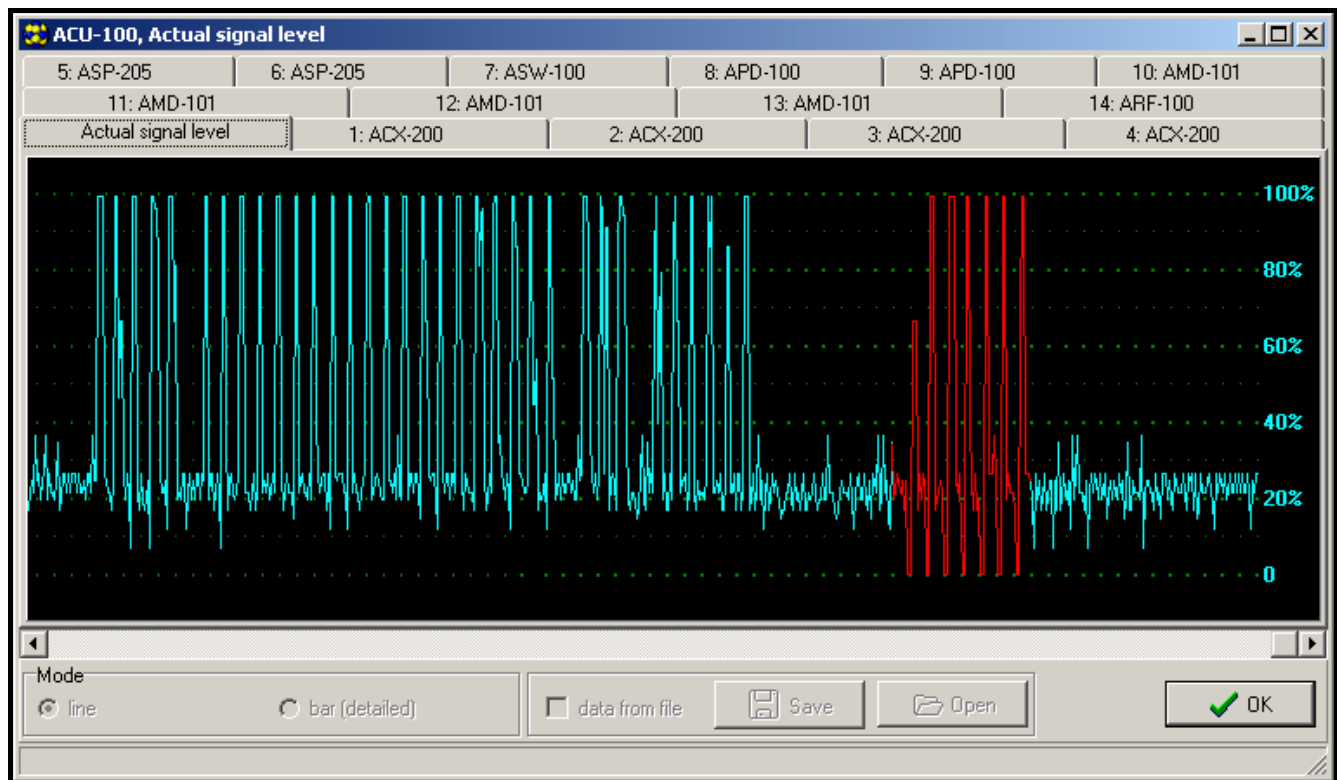 ACU-100, Actual signal level
5: ASP-205 6: ASP-205 7: ASW-100 8: APD-100 9: APD-100 10: AMD-101
11: AMD-101 12: AMD-101 13: AMD-101 14: ARF-100
Actual signal level 1: ACX-200 2: ACX-200 3: ACX-200 4: ACX-200
100%
80%
60%
40%
20%
0
Mode
line bar (detailed) data from file Save Open OK